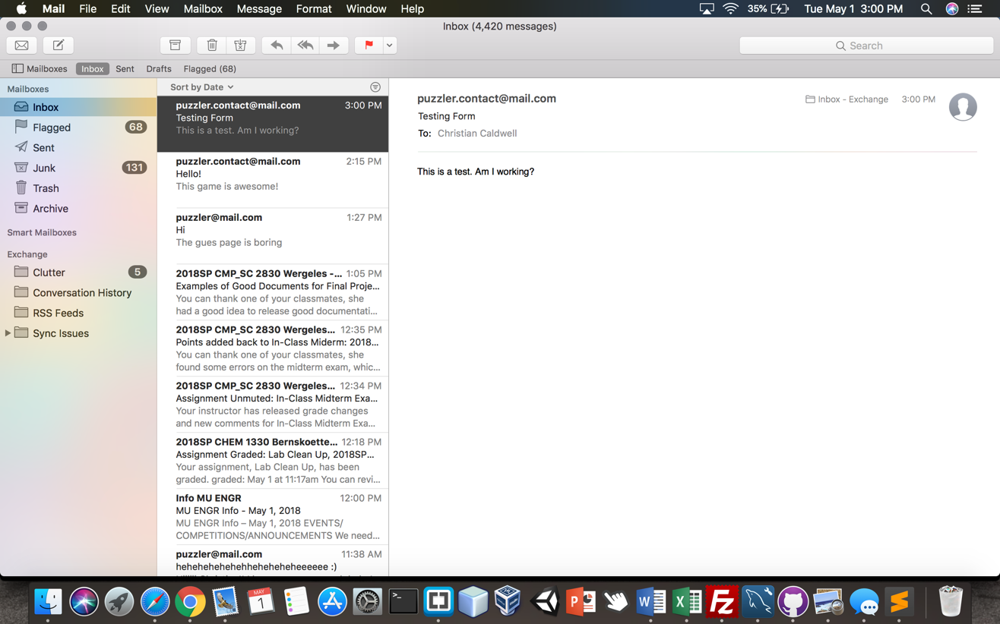 Mail File Edit View Mailbox Message Format Window Help 35% Tue May 1 3:00 PM
Inbox (4,420 messages)
Search
Mailboxes Inbox Sent Drafts Flagged (68)
Mailboxes
Inbox
Flagged 68
Sent
Junk 131
Trash
Archive
Smart Mailboxes
Exchange
Clutter 5
Conversation History
RSS Feeds
Sync Issues
Sort by Date
puzzler.contact@mail.com 3:00 PM
Testing Form
This is a test. Am I working?
puzzler.contact@mail.com 2:15 PM
Hello!
This game is awesome!
puzzler@mail.com 1:27 PM
Hi
The gues page is boring
2018SP CMP_SC 2830 Wergeles -... 1:05 PM
Examples of Good Documents for Final Proje...
You can thank one of your classmates, she
had a good idea to release good documentati...
2018SP CMP_SC 2830 Wergeles... 12:35 PM
Points added back to In-Class Miderm: 2018...
You can thank one of your classmates, she
found some errors on the midterm exam, whic...
2018SP CMP_SC 2830 Wergeles... 12:34 PM
Assignment Unmuted: In-Class Midterm Exa...
Your instructor has released grade changes
and new comments for In-Class Midterm Exa...
2018SP CHEM 1330 Bernskoette... 12:18 PM
Assignment Graded: Lab Clean Up, 2018SP...
Your assignment, Lab Clean Up, has been
graded. graded: May 1 at 11:17am You can revi...
Info MU ENGR 12:00 PM
MU ENGR Info - May 1, 2018
MU ENGR Info – May 1, 2018 EVENTS/
COMPETITIONS/ANNOUNCEMENTS We need...
puzzler@mail.com 11:38 AM
hehehehehehehheheheheheeeeee :)
puzzler.contact@mail.com Inbox - Exchange 3:00 PM
Testing Form
To: Christian Caldwell
This is a test. Am I working?
MAY
1
P
W
X
Fz